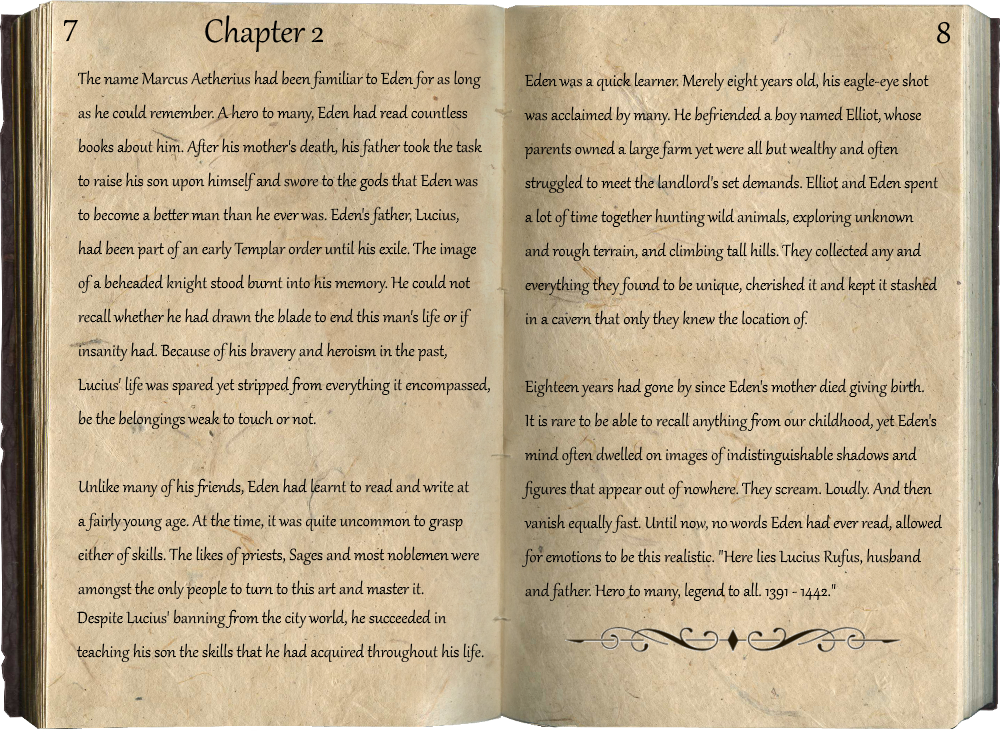 7
Chapter 2
The name Marcus Aetherius had been familiar to Eden for as long
as he could remember. A hero to many, Eden had read countless
books about him. After his mother's death, his father took the task
to raise his son upon himself and swore to the gods that Eden was
to become a better man than he ever was. Eden's father, Lucius,
had been part of an early Templar order until his exile. The image
of a beheaded knight stood burnt into his memory. He could not
recall whether he had drawn the blade to end this man's life or if
insanity had. Because of his bravery and heroism in the past,
Lucius' life was spared yet stripped from everything it encompassed,
be the belongings weak to touch or not.
Unlike many of his friends, Eden had learnt to read and write at
a fairly young age. At the time, it was quite uncommon to grasp
either of skills. The likes of priests, Sages and most noblemen were
amongst the only people to turn to this art and master it.
Despite Lucius' banning from the city world, he succeeded in
teaching his son the skills that he had acquired throughout his life.
8
Eden was a quick learner. Merely eight years old, his eagle-eye shot
was acclaimed by many. He befriended a boy named Elliot, whose
parents owned a large farm yet were all but wealthy and often
struggled to meet the landlord's set demands. Elliot and Eden spent
a lot of time together hunting wild animals, exploring unknown
and rough terrain, and climbing tall hills. They collected any and
everything they found to be unique, cherished it and kept it stashed
in a cavern that only they knew the location of.
Eighteen years had gone by since Eden's mother died giving birth.
It is rare to be able to recall anything from our childhood, yet Eden's
mind often dwelled on images of indistinguishable shadows and
figures that appear out of nowhere. They scream. Loudly. And then
vanish equally fast. Until now, no words Eden had ever read, allowed
for emotions to be this realistic. "Here lies Lucius Rufus, husband
and father. Hero to many, legend to all. 1391 - 1442."